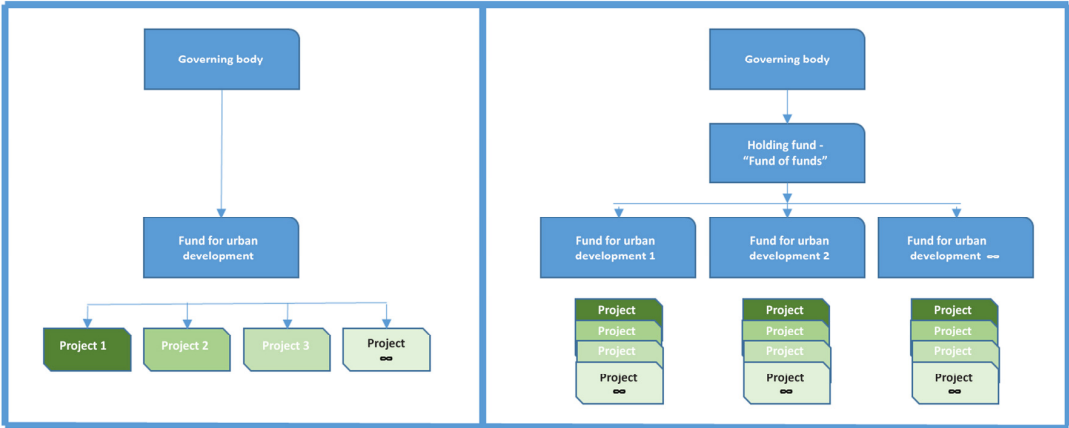 Governing body
Fund for urban
development
Project 1
Project 2
Project 3
Project
∞
Governing body
Holding fund -
“Fund of funds”
Fund for urban
development 1
Fund for urban
development 2
Fund for urban
development ∞
Project
Project
Project
Project
∞
Project
Project
Project
Project
∞
Project
Project
Project
Project
∞